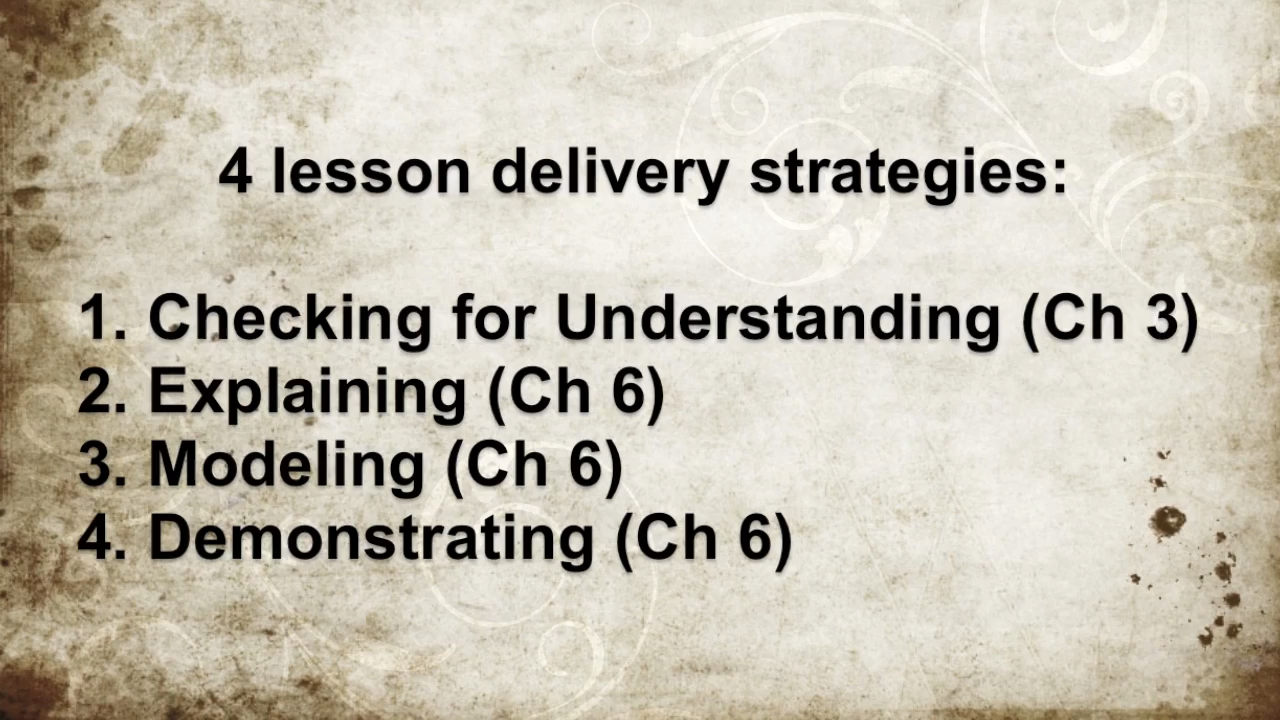 4 lesson delivery strategies:
1. Checking for Understanding (Ch 3)
2. Explaining (Ch 6)
3. Modeling (Ch 6)
4. Demonstrating (Ch 6)